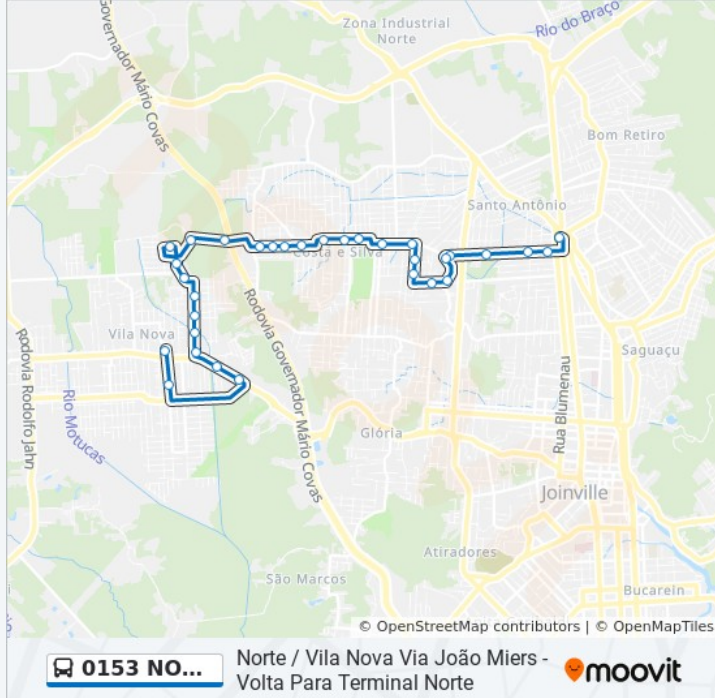 Zona Industrial
Norte
Rio do Braço
Governador Mário Covas
Bom Retiro
Santo Antônio
Costa e Silva
Rodovia Governador Mário Covas
Vila Nova
Rodovia Rodolfo Jahn
Rio Motucas
Saguaçu
Rua Blumenau
Glória
Joinville
Atiradores
São Marcos
Bucarein
© OpenStreetMap contributors | © OpenMapTiles
0153 NO...
Norte / Vila Nova Via João Miers -
Volta Para Terminal Norte
moovit